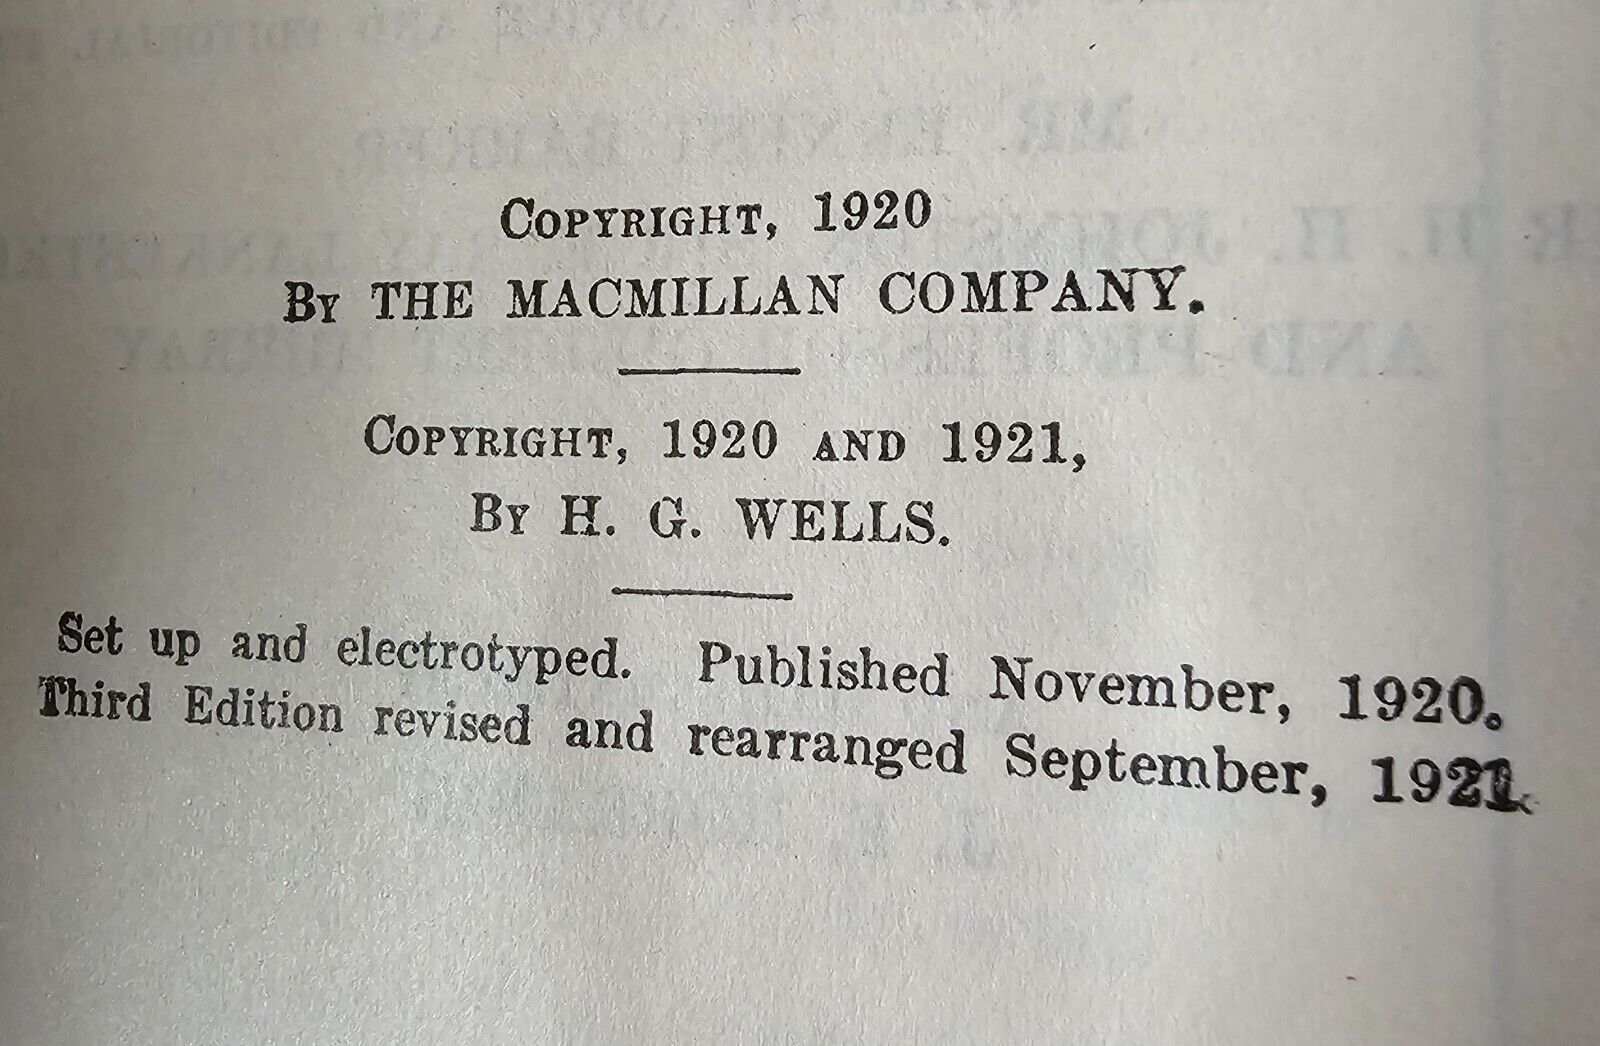 COPYRIGHT, 1920
BY THE MACMILLAN COMPANY.
COPYRIGHT, 1920 AND 1921,
BY H. G. WELLS.
Set up and electrotyped. Published November, 1920.
Third Edition revised and rearranged September, 1921.